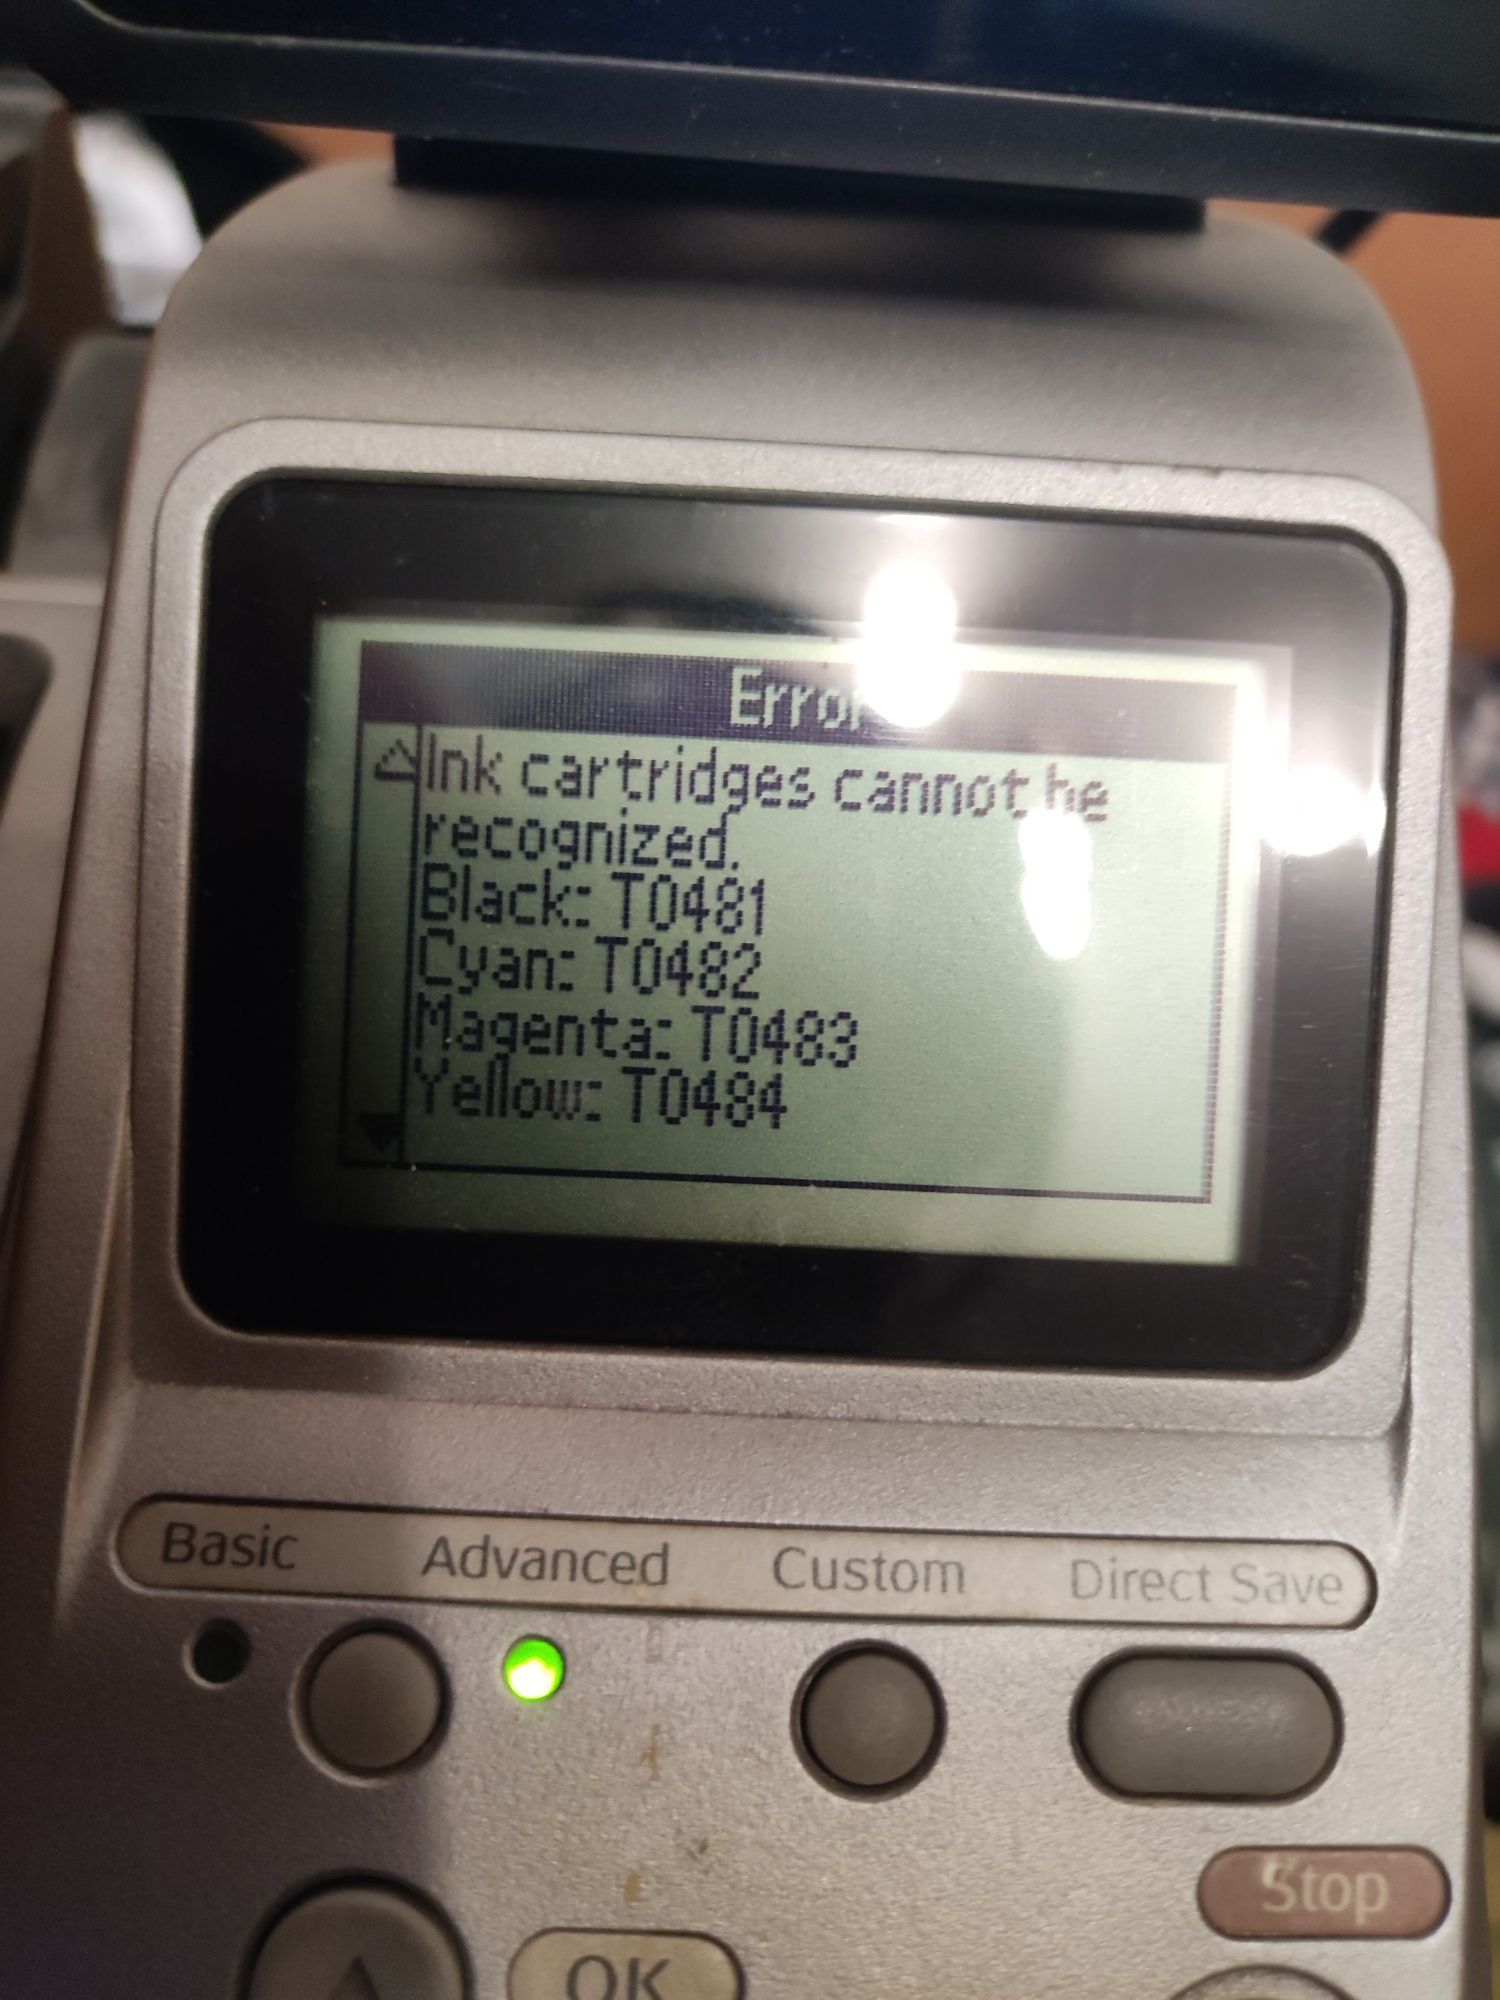 Error
Ink cartridges cannot be
recognized.
Black: T0481
Cyan: T0482
Magenta: T0483
Yellow: T0484
Basic Advanced Custom Direct Save
Stop
OK